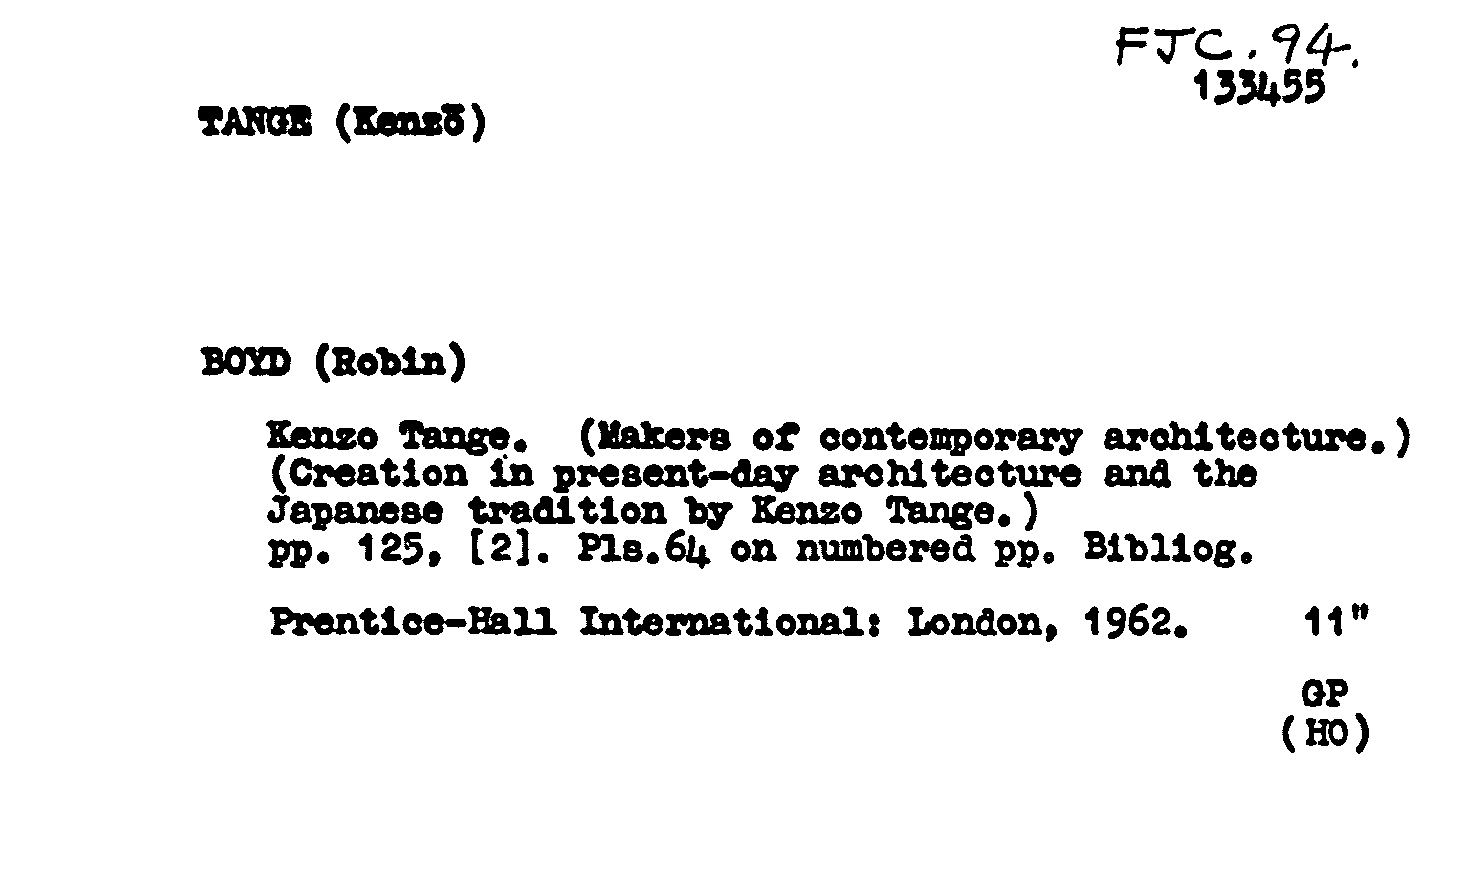 FJC.94.
133455
TANGE (Kenzō)
BOYD (Robin)
Kenzo Tange. (Makers of contemporary architecture.)
(Creation in present-day architecture and the
Japanese tradition by Kenzo Tange.)
pp. 125, [2]. Pls.64 on numbered pp. Bibliog.
Prentice-Hall International: London, 1962. 11"
GP
(HO)